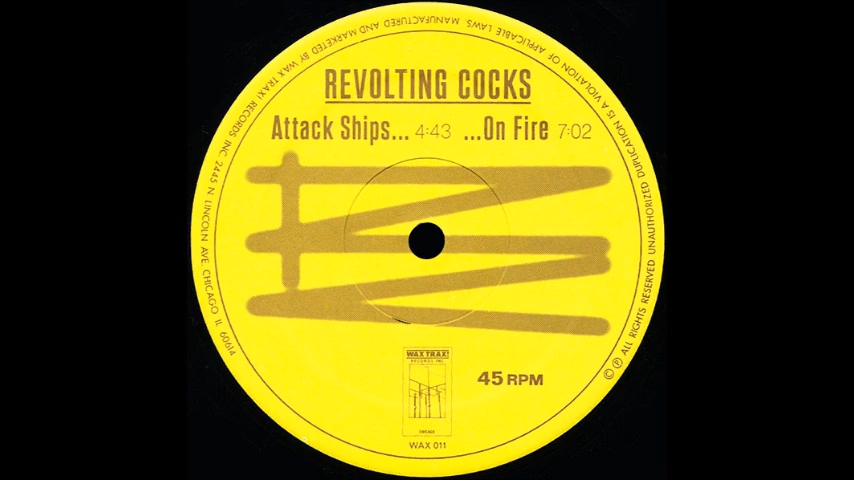 REVOLTING COCKS
Attack Ships... 4:43 ...On Fire 7:02
WAX TRAX!
RECORDS INC.
CHICAGO
WAX 011
45 RPM
MANUFACTURED AND MARKETED BY WAX TRAX! RECORDS INC 2445 N. LINCOLN AVE. CHICAGO IL 60614
© ℗ ALL RIGHTS RESERVED UNAUTHORIZED DUPLICATION IS A VIOLATION OF APPLICABLE LAWS.